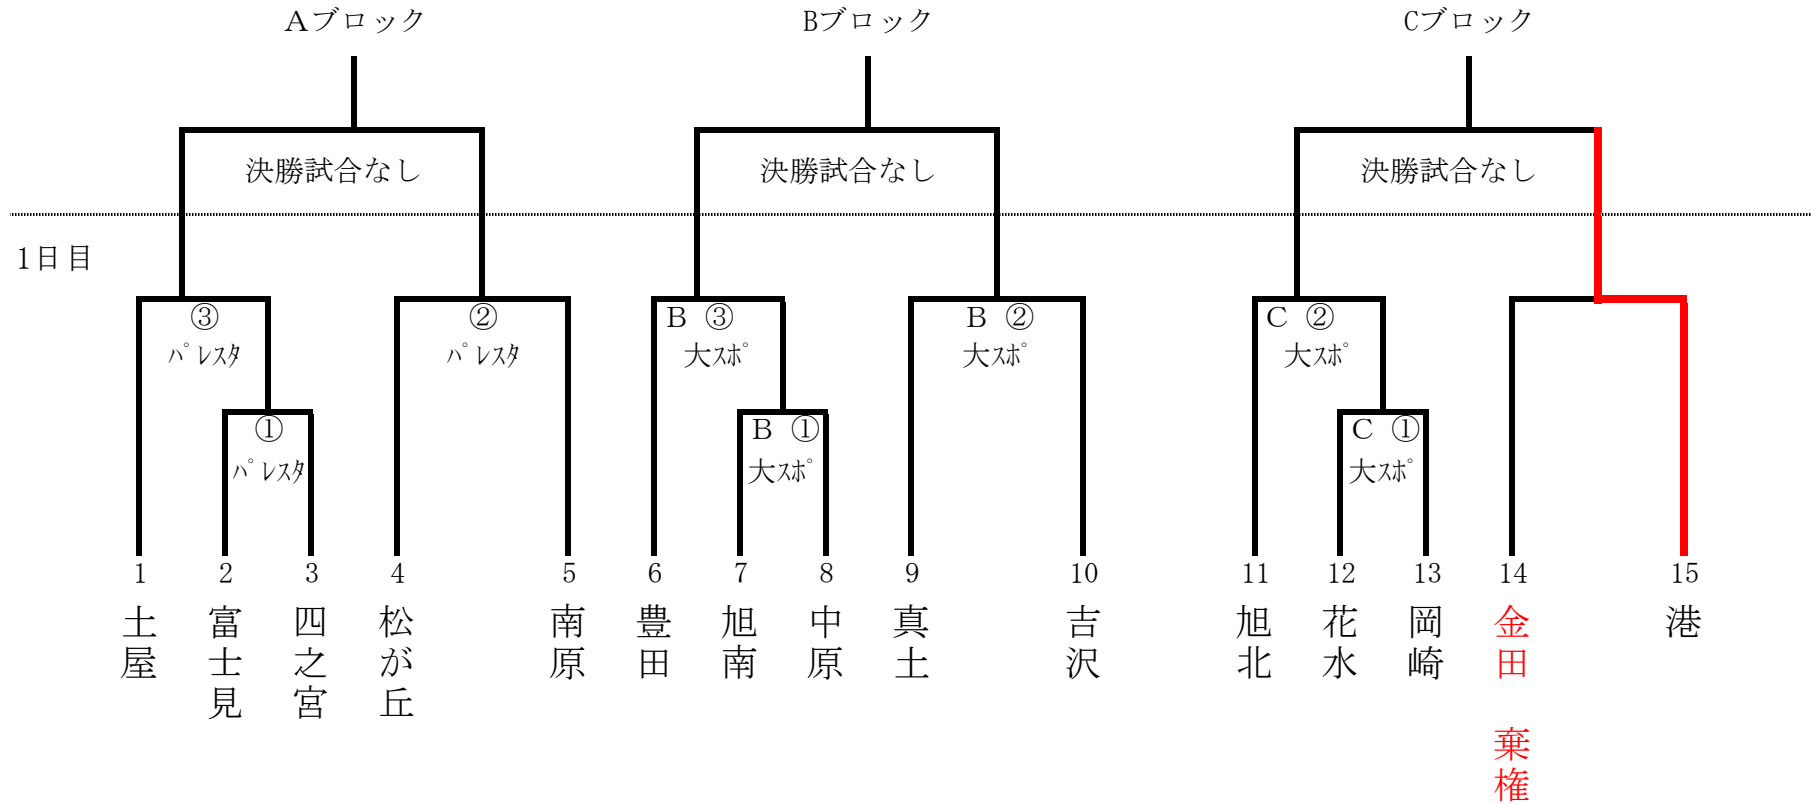 Aブロック
Bブロック
Cブロック
決勝試合なし
決勝試合なし
決勝試合なし
1日目
③
ﾊﾟﾚｽﾀ
②
ﾊﾟﾚｽﾀ
B ③
大ｽﾎﾟ
B ②
大ｽﾎﾟ
C ②
大ｽﾎﾟ
①
ﾊﾟﾚｽﾀ
B ①
大ｽﾎﾟ
C ①
大ｽﾎﾟ
1
2
3
4
5
6
7
8
9
10
11
12
13
14
15
土屋
富士見
四之宮
松が丘
南原
豊田
旭南
中原
真土
吉沢
旭北
花水
岡崎
金田 棄権
港